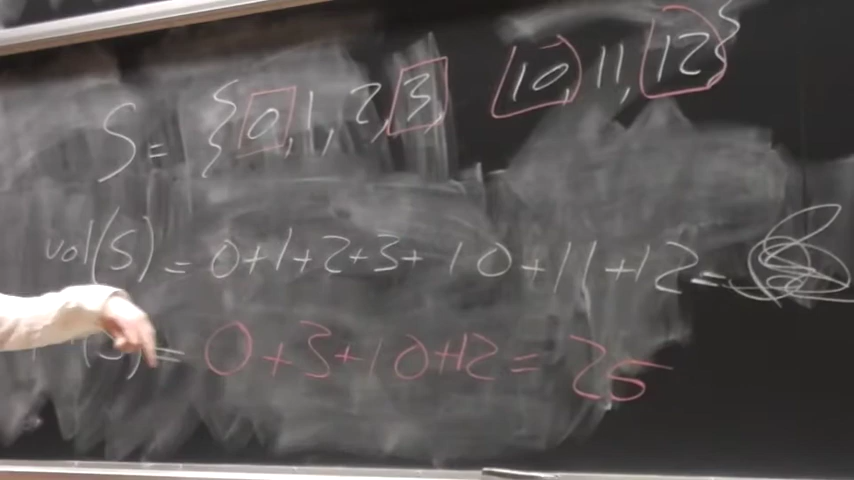 S = {0, 1, 2, 3, 10, 11, 12}
vol(S) = 0+1+2+3+10+11+12 =
(S) = 0+3+10+12 = 25